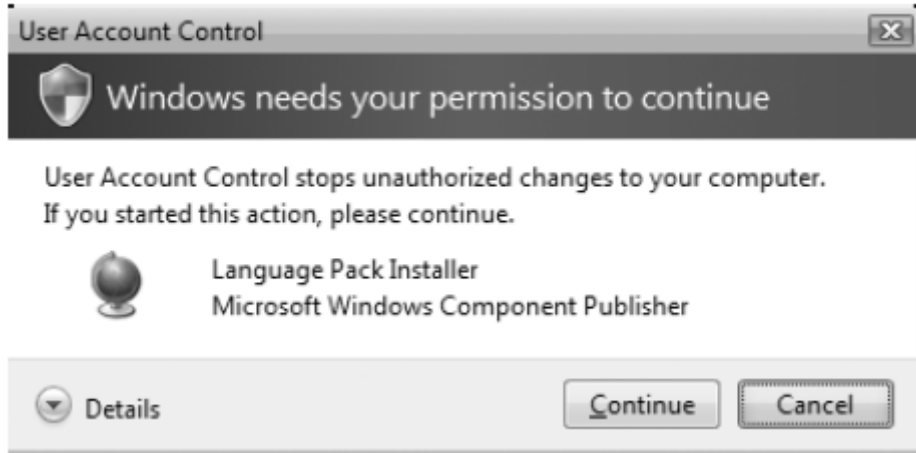 User Account Control
Windows needs your permission to continue
User Account Control stops unauthorized changes to your computer.
If you started this action, please continue.
Language Pack Installer
Microsoft Windows Component Publisher
Details
Continue
Cancel